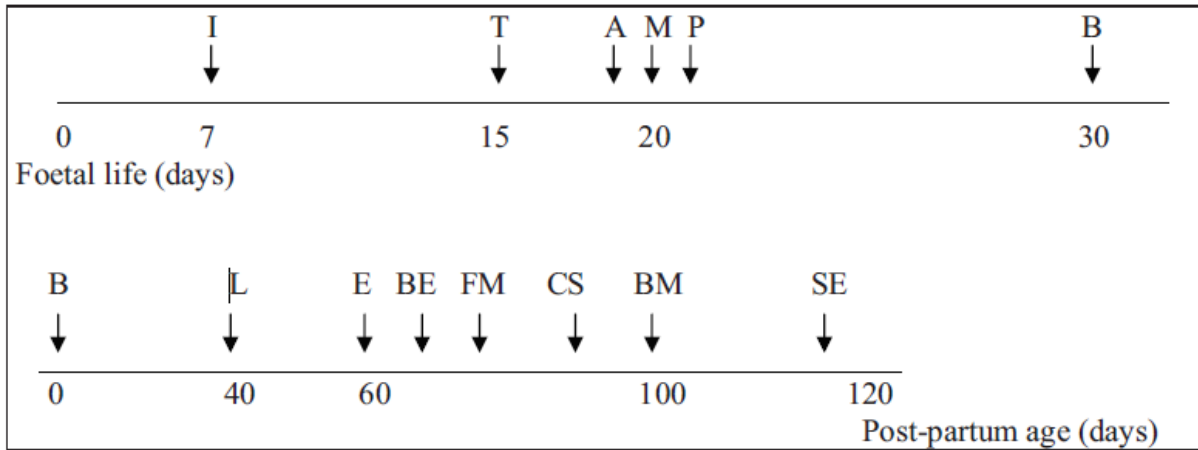 I T A M P B
0 7 15 20 30
Foetal life (days)
B L E BE FM CS BM SE
0 40 60 100 120
Post-partum age (days)